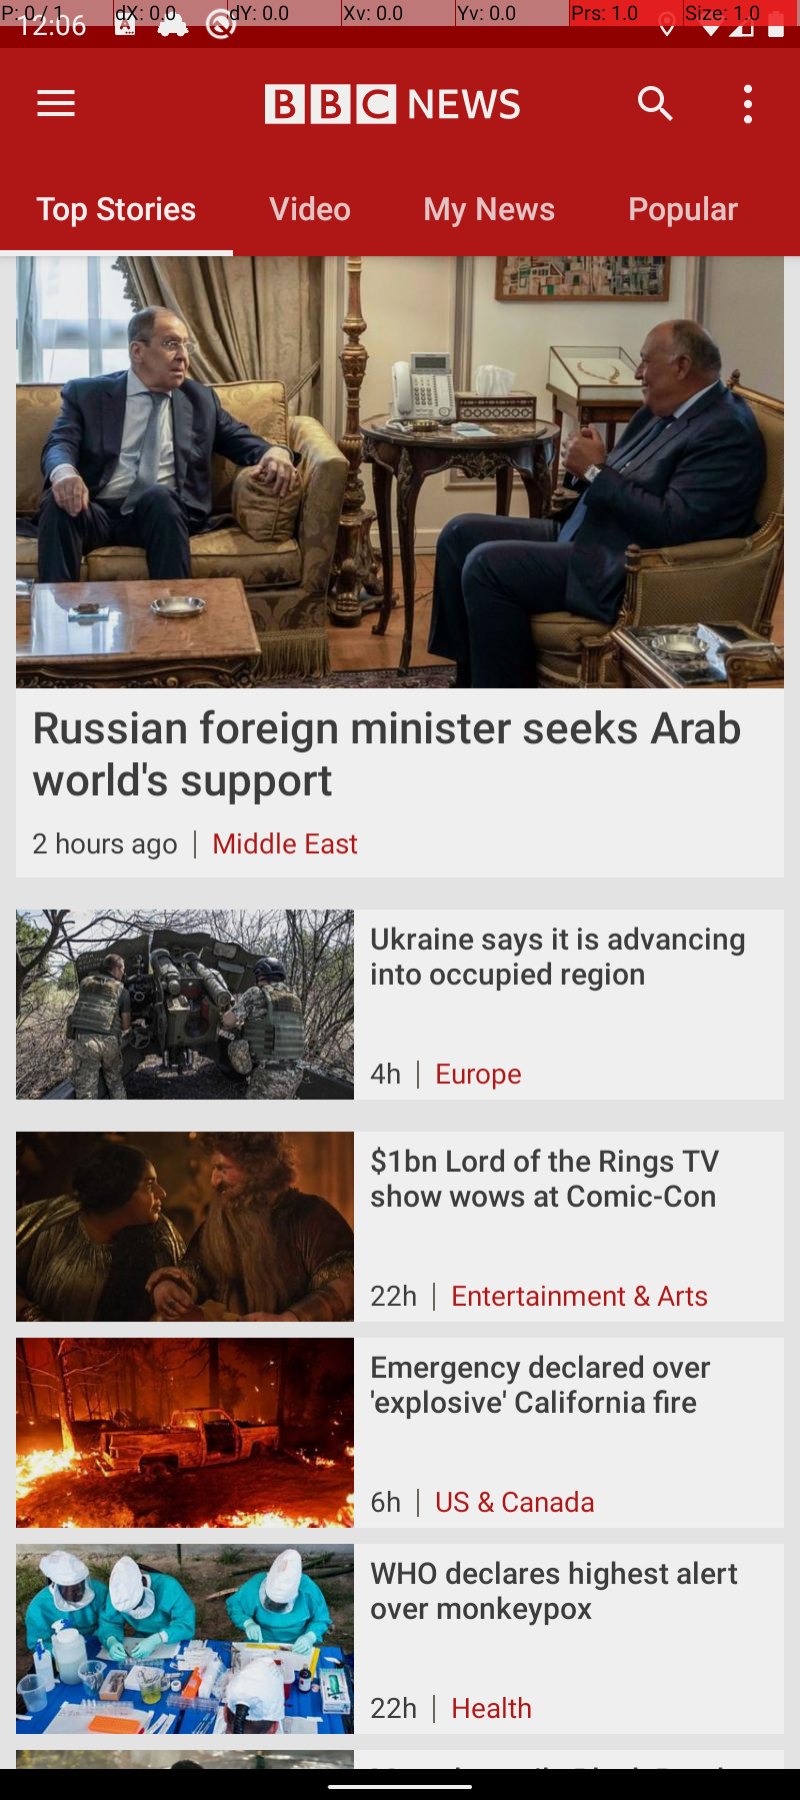 P: 0 / 1 dX: 0.0 dY: 0.0 Xv: 0.0 Yv: 0.0 Prs: 1.0 Size: 1.0
12:06
BBC NEWS
Top Stories Video My News Popular
Russian foreign minister seeks Arab
world's support
2 hours ago | Middle East
Ukraine says it is advancing
into occupied region
4h | Europe
$1bn Lord of the Rings TV
show wows at Comic-Con
22h | Entertainment & Arts
Emergency declared over
'explosive' California fire
6h | US & Canada
WHO declares highest alert
over monkeypox
22h | Health